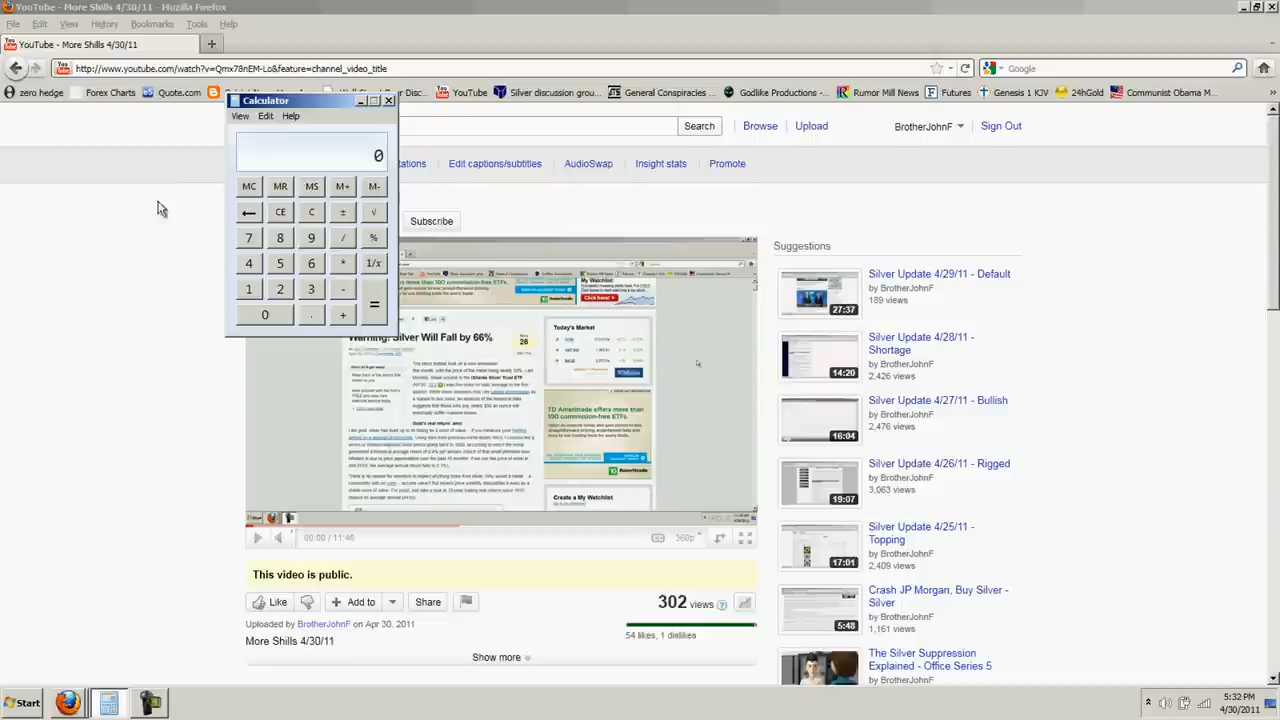 YouTube - More Shills 4/30/11 - Mozilla Firefox
File Edit View History Bookmarks Tools Help
YouTube - More Shills 4/30/11
http://www.youtube.com/watch?v=Qmx78nEM-Lo&feature=channel_video_title
Google
zero hedge Forex Charts Quote.com YouTube Silver discussion grou... General Conspiracies ... Godlike Productions -... Rumor Mill News Futures Genesis 1 KJV 24hGold Communist Obama M...
Calculator
View Edit Help
0
MC MR MS M+ M-
← CE C ± √
7 8 9 / %
4 5 6 * 1/x
1 2 3
=
0 . +
Search Browse Upload BrotherJohnF Sign Out
Edit captions/subtitles AudioSwap Insight stats Promote
Subscribe
Silver Will Fall by 66%
Today's Market
TD Ameritrade offers more than 100 commission-free ETFs.
Create a My Watchlist
00:00 / 11:46 360p
This video is public.
Like Add to Share 302 views
Uploaded by BrotherJohnF on Apr 30, 2011
54 likes, 1 dislikes
More Shills 4/30/11
Show more
Suggestions
Silver Update 4/29/11 - Default
by BrotherJohnF
189 views
27:37
Silver Update 4/28/11 -
Shortage
by BrotherJohnF
2,426 views
14:20
Silver Update 4/27/11 - Bullish
by BrotherJohnF
2,476 views
16:04
Silver Update 4/26/11 - Rigged
by BrotherJohnF
3,063 views
19:07
Silver Update 4/25/11 -
Topping
by BrotherJohnF
2,409 views
17:01
Crash JP Morgan, Buy Silver -
Silver
by BrotherJohnF
1,161 views
5:48
The Silver Suppression
Explained - Office Series 5
Start
5:32 PM
4/30/2011